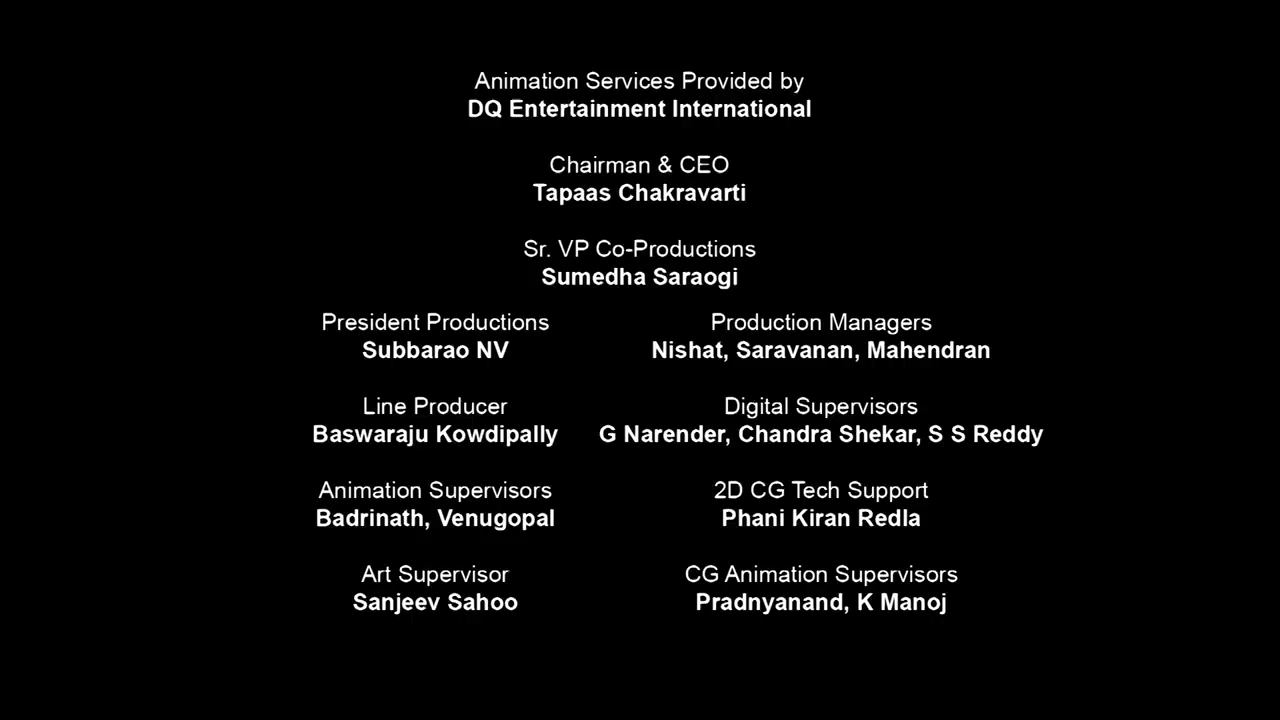 Animation Services Provided by
DQ Entertainment International
Chairman & CEO
Tapaas Chakravarti
Sr. VP Co-Productions
Sumedha Saraogi
President Productions
Subbarao NV
Line Producer
Baswaraju Kowdipally
Animation Supervisors
Badrinath, Venugopal
Art Supervisor
Sanjeev Sahoo
Production Managers
Nishat, Saravanan, Mahendran
Digital Supervisors
G Narender, Chandra Shekar, S S Reddy
2D CG Tech Support
Phani Kiran Redla
CG Animation Supervisors
Pradnyanand, K Manoj